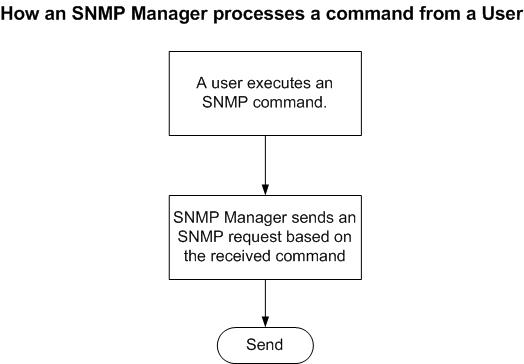 How an SNMP Manager processes a command from a User
A user executes an
SNMP command.
SNMP Manager sends an
SNMP request based on
the received command
Send